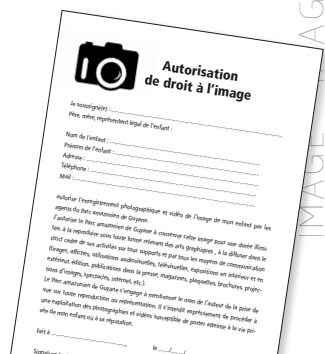 Autorisation
de droit à l'image
Je soussigné(e) :
Père, mère, représentant légal de l'enfant :
Nom de l'enfant :
Prénom de l'enfant :
Adresse :
Téléphone :
Mail :
autorise l'enregistrement photographique et vidéo de l'image de mon enfant par les
agents du Parc amazonien de Guyane.
J'autorise le Parc amazonien de Guyane à conserver cette image pour une durée illimi-
tée, à la reproduire sous toute forme relevant des arts graphiques , à la diffuser dans le
strict cadre de ses activités sur tous supports et par tous les moyens de communication
(tirages, affiches, utilisations audiovisuelles, télévisuelles, expositions en intérieur et en
extérieur, édition, publications dans la presse, magazines, plaquettes, brochures, projec-
tions d'images, spectacles, internet, etc.).
Le Parc amazonien de Guyane s'engage à mentionner le nom de l'auteur de la prise de
vue sur toute reproduction ou représentation. Il s'interdit expressément de procéder à
une exploitation des photographies et vidéos susceptible de porter atteinte à la vie pri-
vée de mon enfant ou à sa réputation.
Fait à
le ..../..../....
IMAGE